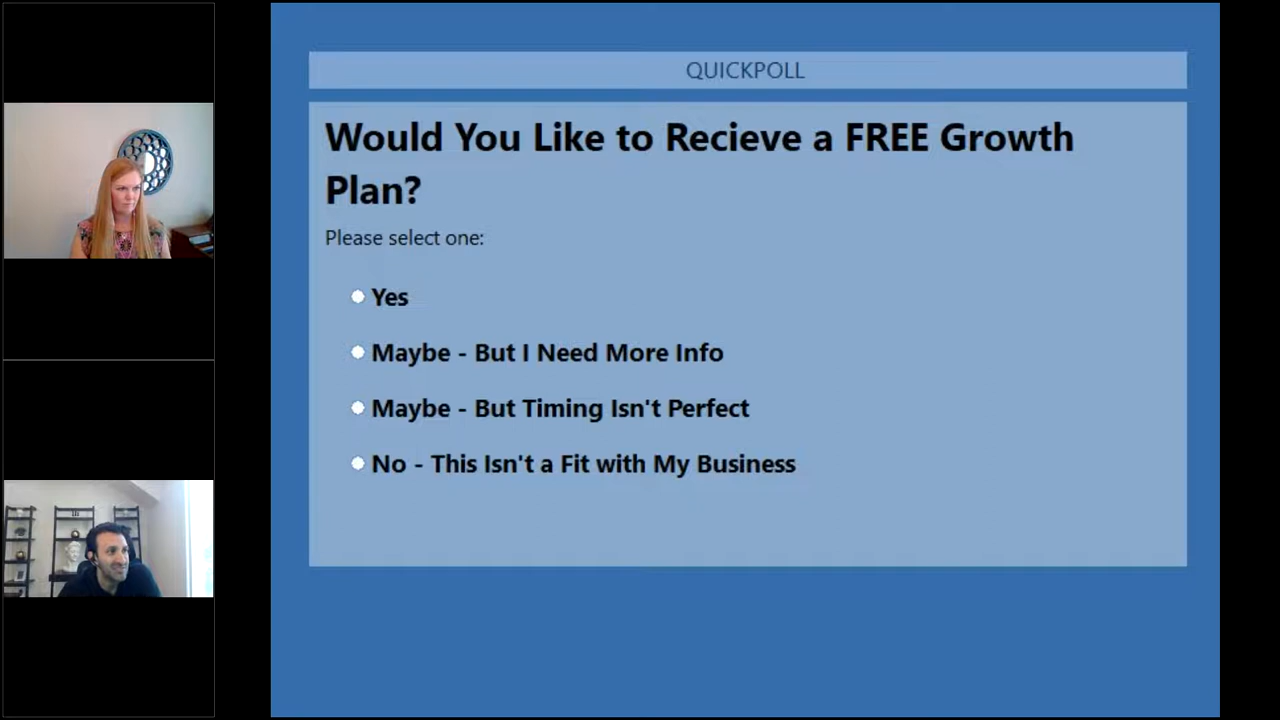 QUICKPOLL
Would You Like to Recieve a FREE Growth
Plan?
Please select one:
Yes
Maybe - But I Need More Info
Maybe - But Timing Isn't Perfect
No - This Isn't a Fit with My Business